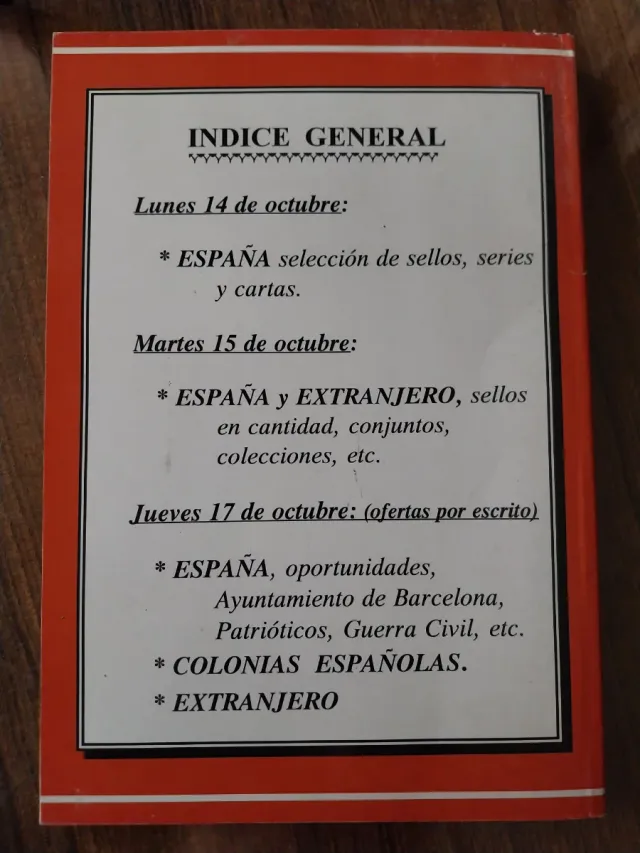 INDICE GENERAL
Lunes 14 de octubre:
* ESPAÑA selección de sellos, series
y cartas.
Martes 15 de octubre:
* ESPAÑA y EXTRANJERO, sellos
en cantidad, conjuntos,
colecciones, etc.
Jueves 17 de octubre: (ofertas por escrito)
* ESPAÑA, oportunidades,
Ayuntamiento de Barcelona,
Patrióticos, Guerra Civil, etc.
* COLONIAS ESPAÑOLAS.
* EXTRANJERO